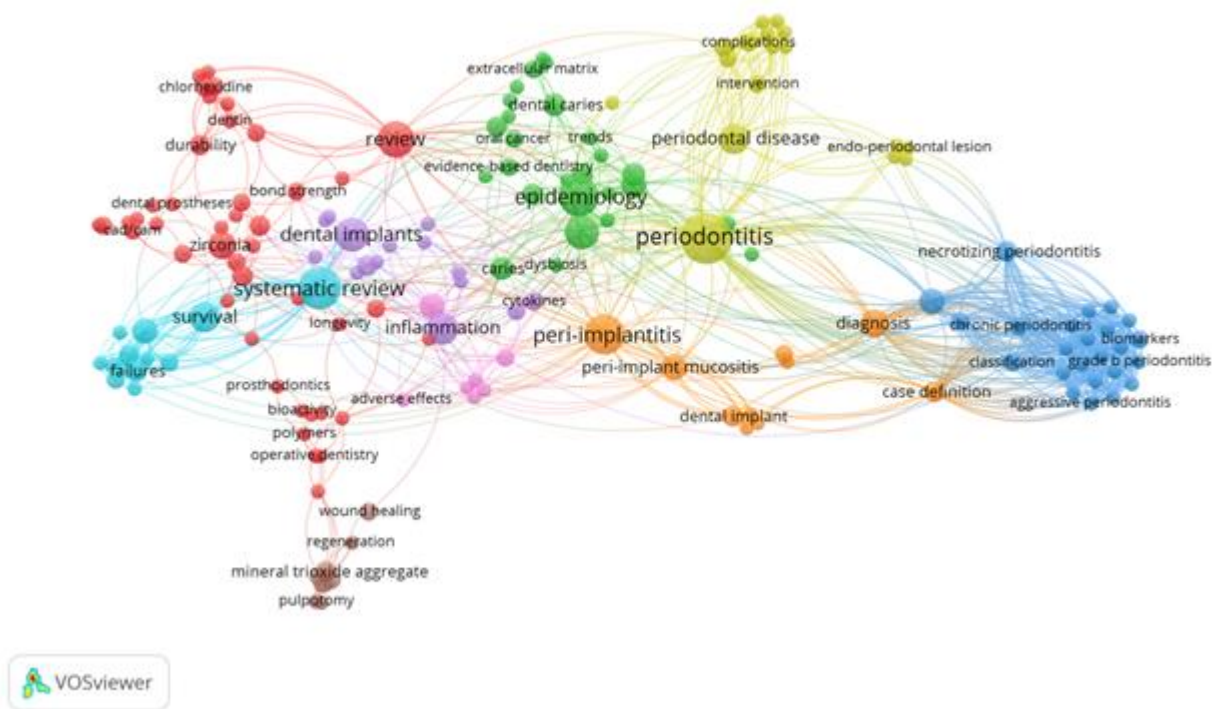 complications
extracellular matrix
chlorhexidine
intervention
dental caries
dentin
review
oral cancer
trends
periodontal disease
durability
endo-periodontal lesion
evidence-based dentistry
bond strength
epidemiology
dental prostheses
cad/cam
zirconia
dental implants
periodontitis
necrotizing periodontitis
caries
dysbiosis
systematic review
cytokines
survival
longevity
inflammation
peri-implantitis
diagnosis
chronic periodontitis
biomarkers
classification
grade b periodontitis
failures
peri-implant mucositis
prosthodontics
adverse effects
case definition
aggressive periodontitis
bioactivity
dental implant
polymers
operative dentistry
wound healing
regeneration
mineral trioxide aggregate
pulpotomy
VOSviewer